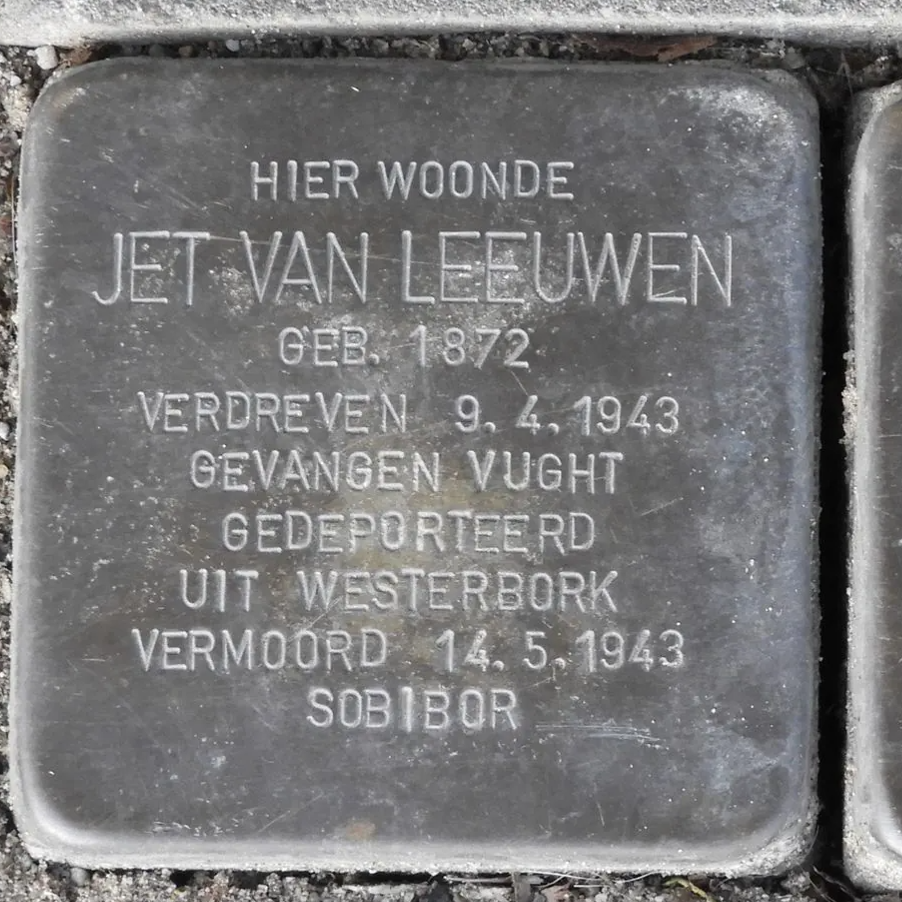 HIER WOONDE
JET VAN LEEUWEN
GEB. 1872
VERDREVEN 9.4.1943
GEVANGEN VUGHT
GEDEPORTEERD
UIT WESTERBORK
VERMOORD 14.5.1943
SOBIBOR